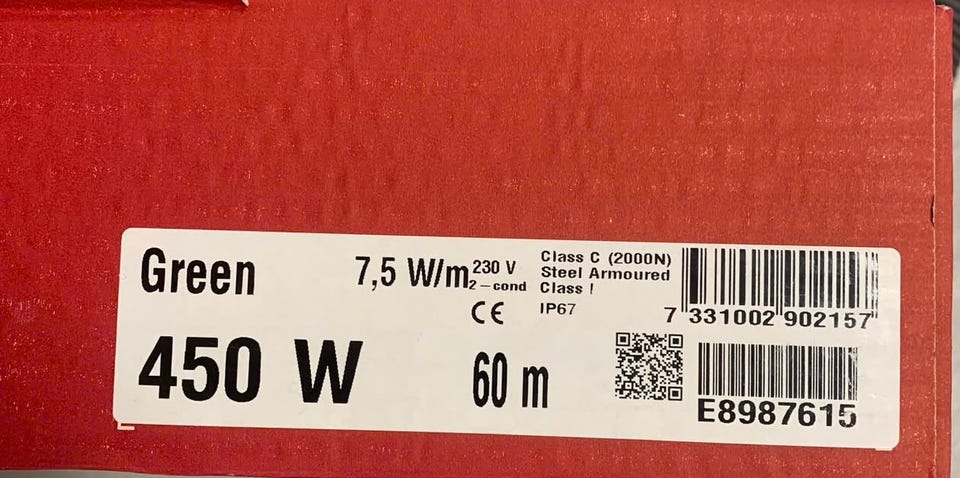 Green
7,5 W/m
230 V
2-cond
CE
Class C (2000N)
Steel Armoured
Class I
IP67
7 331002 902157
450 W
60 m
E8987615